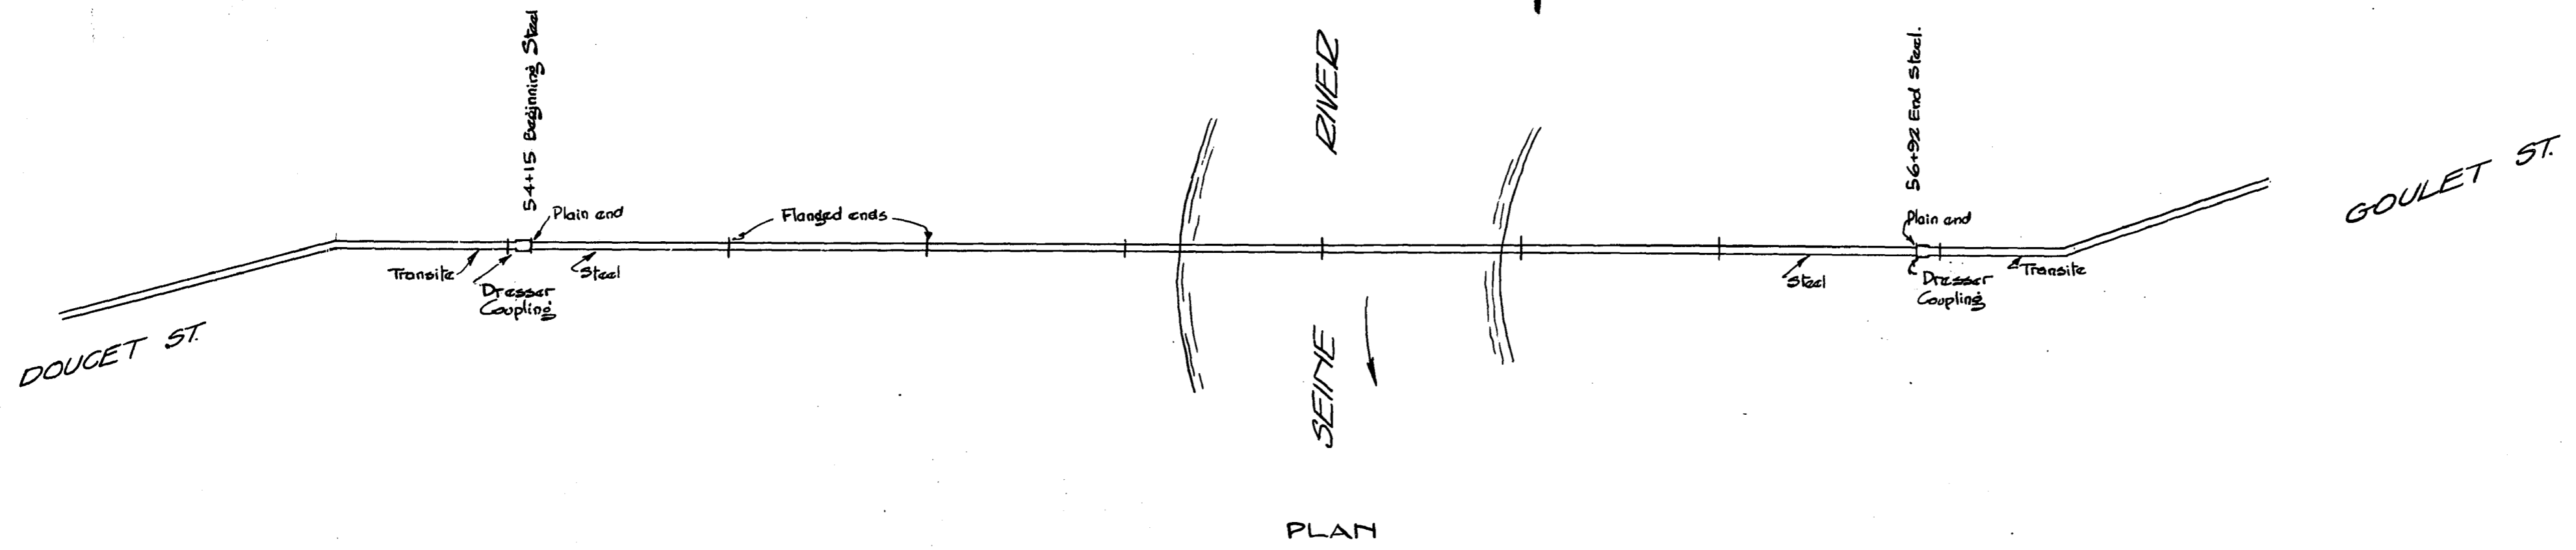 54+15 Beginning Steel
RIVER
56+92 End Steel.
GOULET ST.
Plain end
Flanged ends
Plain end
Transite
Dresser
Coupling
Steel
Steel
Dresser
Coupling
Transite
DOUCET ST.
SEINE
PLAN